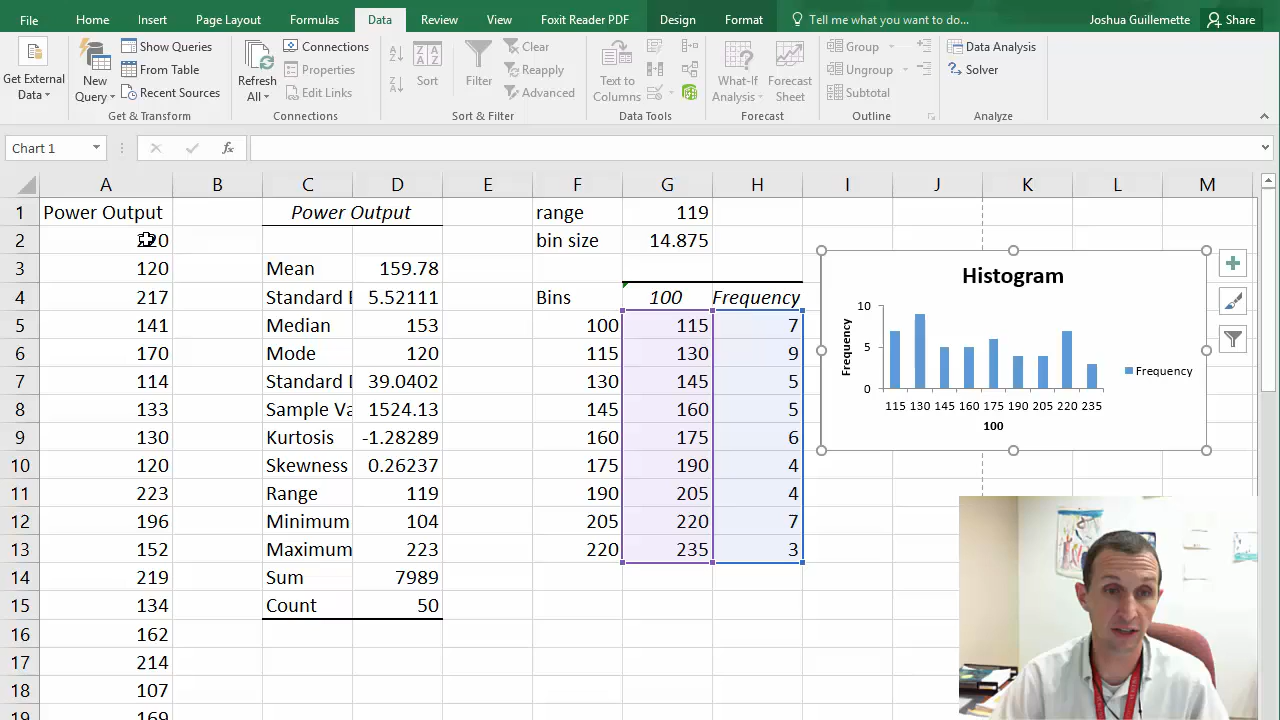 File Home Insert Page Layout Formulas Data Review View Foxit Reader PDF Design Format Tell me what you want to do... Joshua Guillemette Share
Get External Data
New Query
Show Queries
From Table
Recent Sources
Get & Transform
Refresh All
Connections
Properties
Edit Links
Connections
Sort
Filter
Clear
Reapply
Advanced
Sort & Filter
Text to Columns
Data Tools
What-If Analysis
Forecast Sheet
Forecast
Group
Ungroup
Subtotal
Outline
Data Analysis
Solver
Analyze
Chart 1 fx
A B C D E F G H I J K L M
1 Power Output Power Output range 119
2 bin size 14.875
3 120 Mean 159.78
4 217 Standard 5.52111 Bins 100 Frequency
5 141 Median 153 100 115 7
6 170 Mode 120 115 130 9
7 114 Standard 39.0402 130 145 5
8 133 Sample Va 1524.13 145 160 5
9 130 Kurtosis -1.28289 160 175 6
10 120 Skewness 0.26237 175 190 4
11 223 Range 119 190 205 4
12 196 Minimum 104 205 220 7
13 152 Maximum 223 220 235 3
14 219 Sum 7989
15 134 Count 50
16 162
17 214
18 107
19 169
Histogram
Frequency
10
5
0
115 130 145 160 175 190 205 220 235
100
Frequency